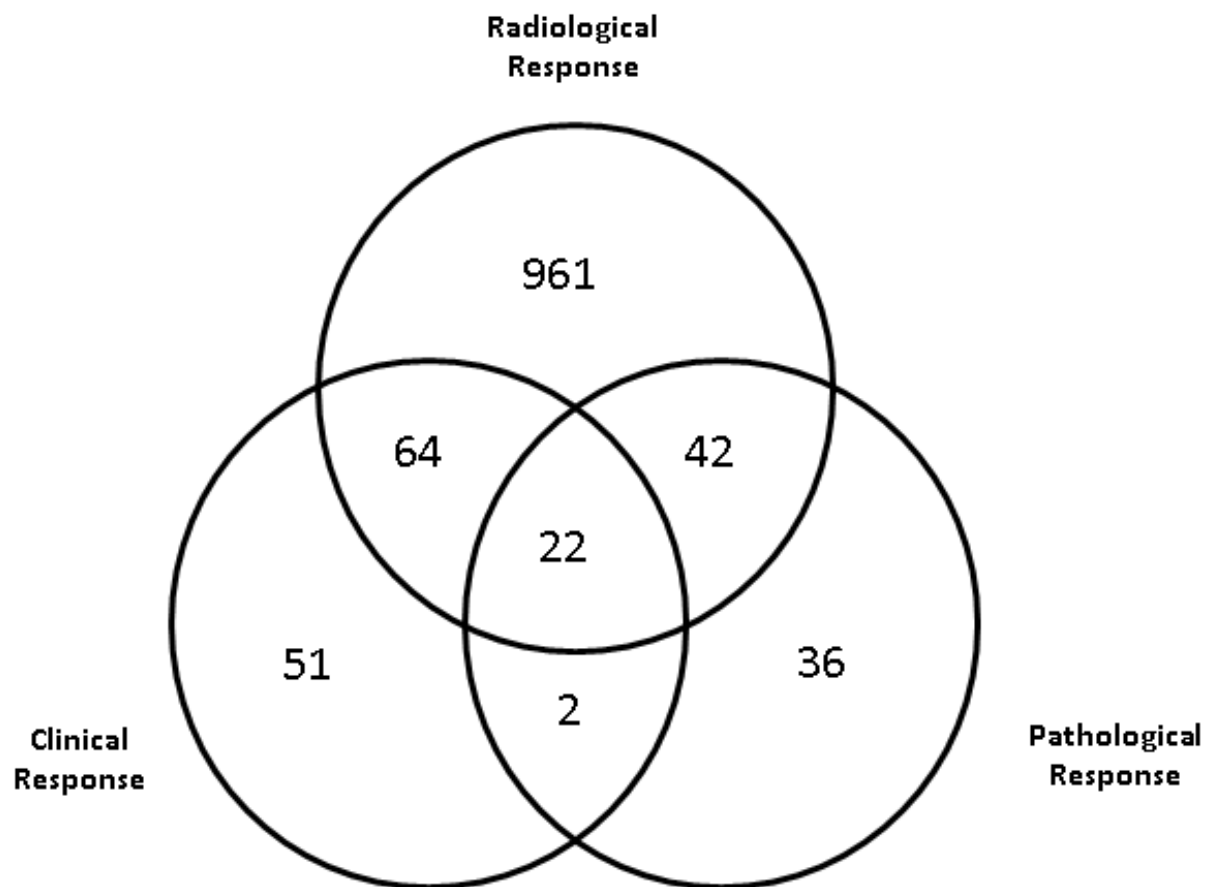 Radiological
Response
961
64
42
22
51
36
2
Clinical
Response
Pathological
Response